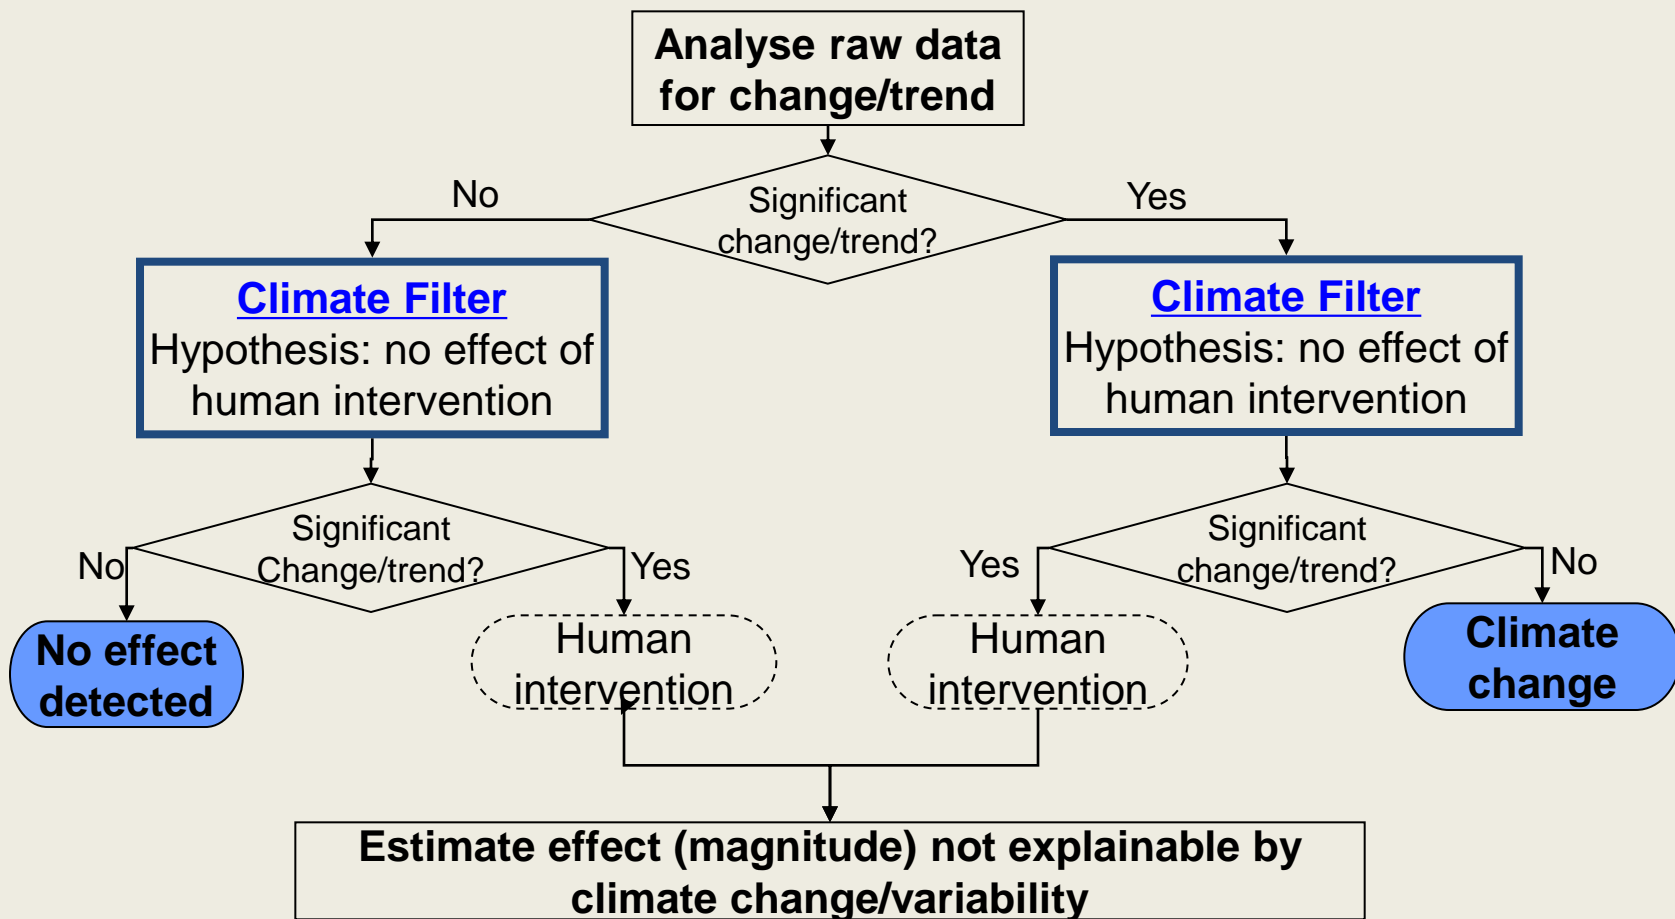 Analyse raw data
for change/trend
No
Significant
change/trend?
Yes
Climate Filter
Hypothesis: no effect of
human intervention
Climate Filter
Hypothesis: no effect of
human intervention
No
Significant
Change/trend?
Yes
Yes
Significant
change/trend?
No
No effect
detected
Human
intervention
Human
intervention
Climate
change
Estimate effect (magnitude) not explainable by
climate change/variability